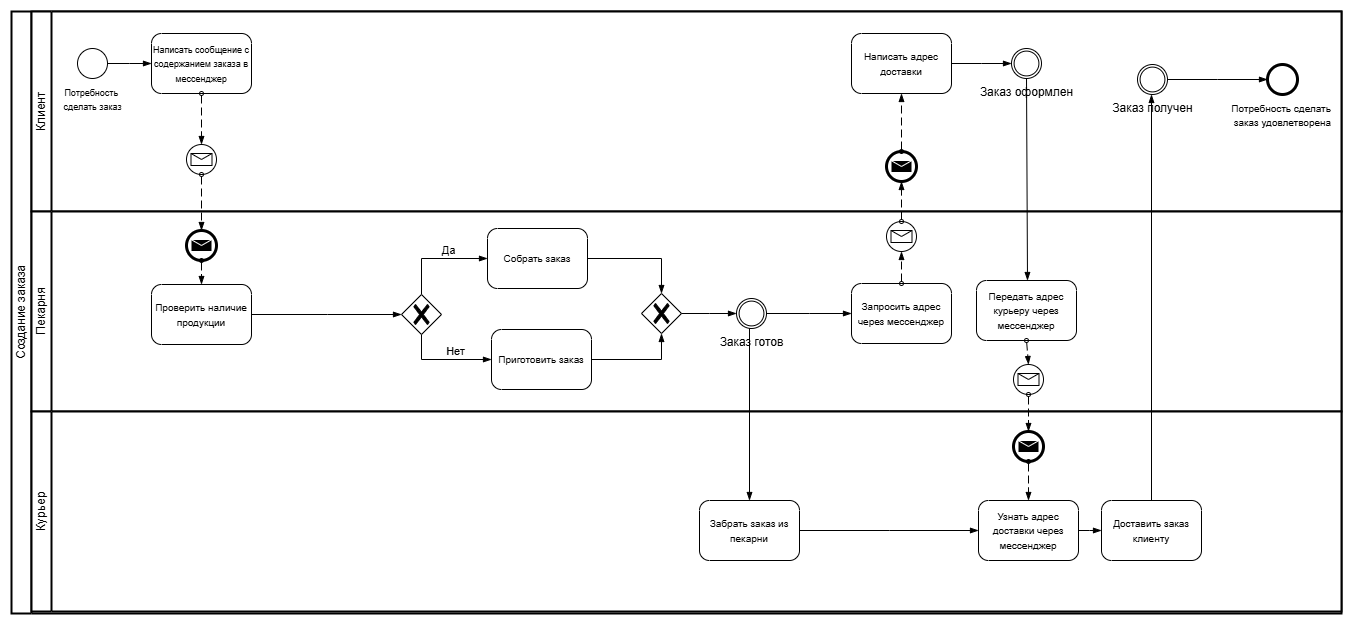 Создание заказа
Клиент
Потребность
сделать заказ
Написать сообщение с
содержанием заказа в
мессенджер
Написать адрес
доставки
Заказ оформлен
Заказ получен
Потребность сделать
заказ удовлетворена
Пекарня
Проверить наличие
продукции
Да
Собрать заказ
Нет
Приготовить заказ
Заказ готов
Запросить адрес
через мессенджер
Передать адрес
курьеру через
мессенджер
Курьер
Забрать заказ из
пекарни
Узнать адрес
доставки через
мессенджер
Доставить заказ
клиенту